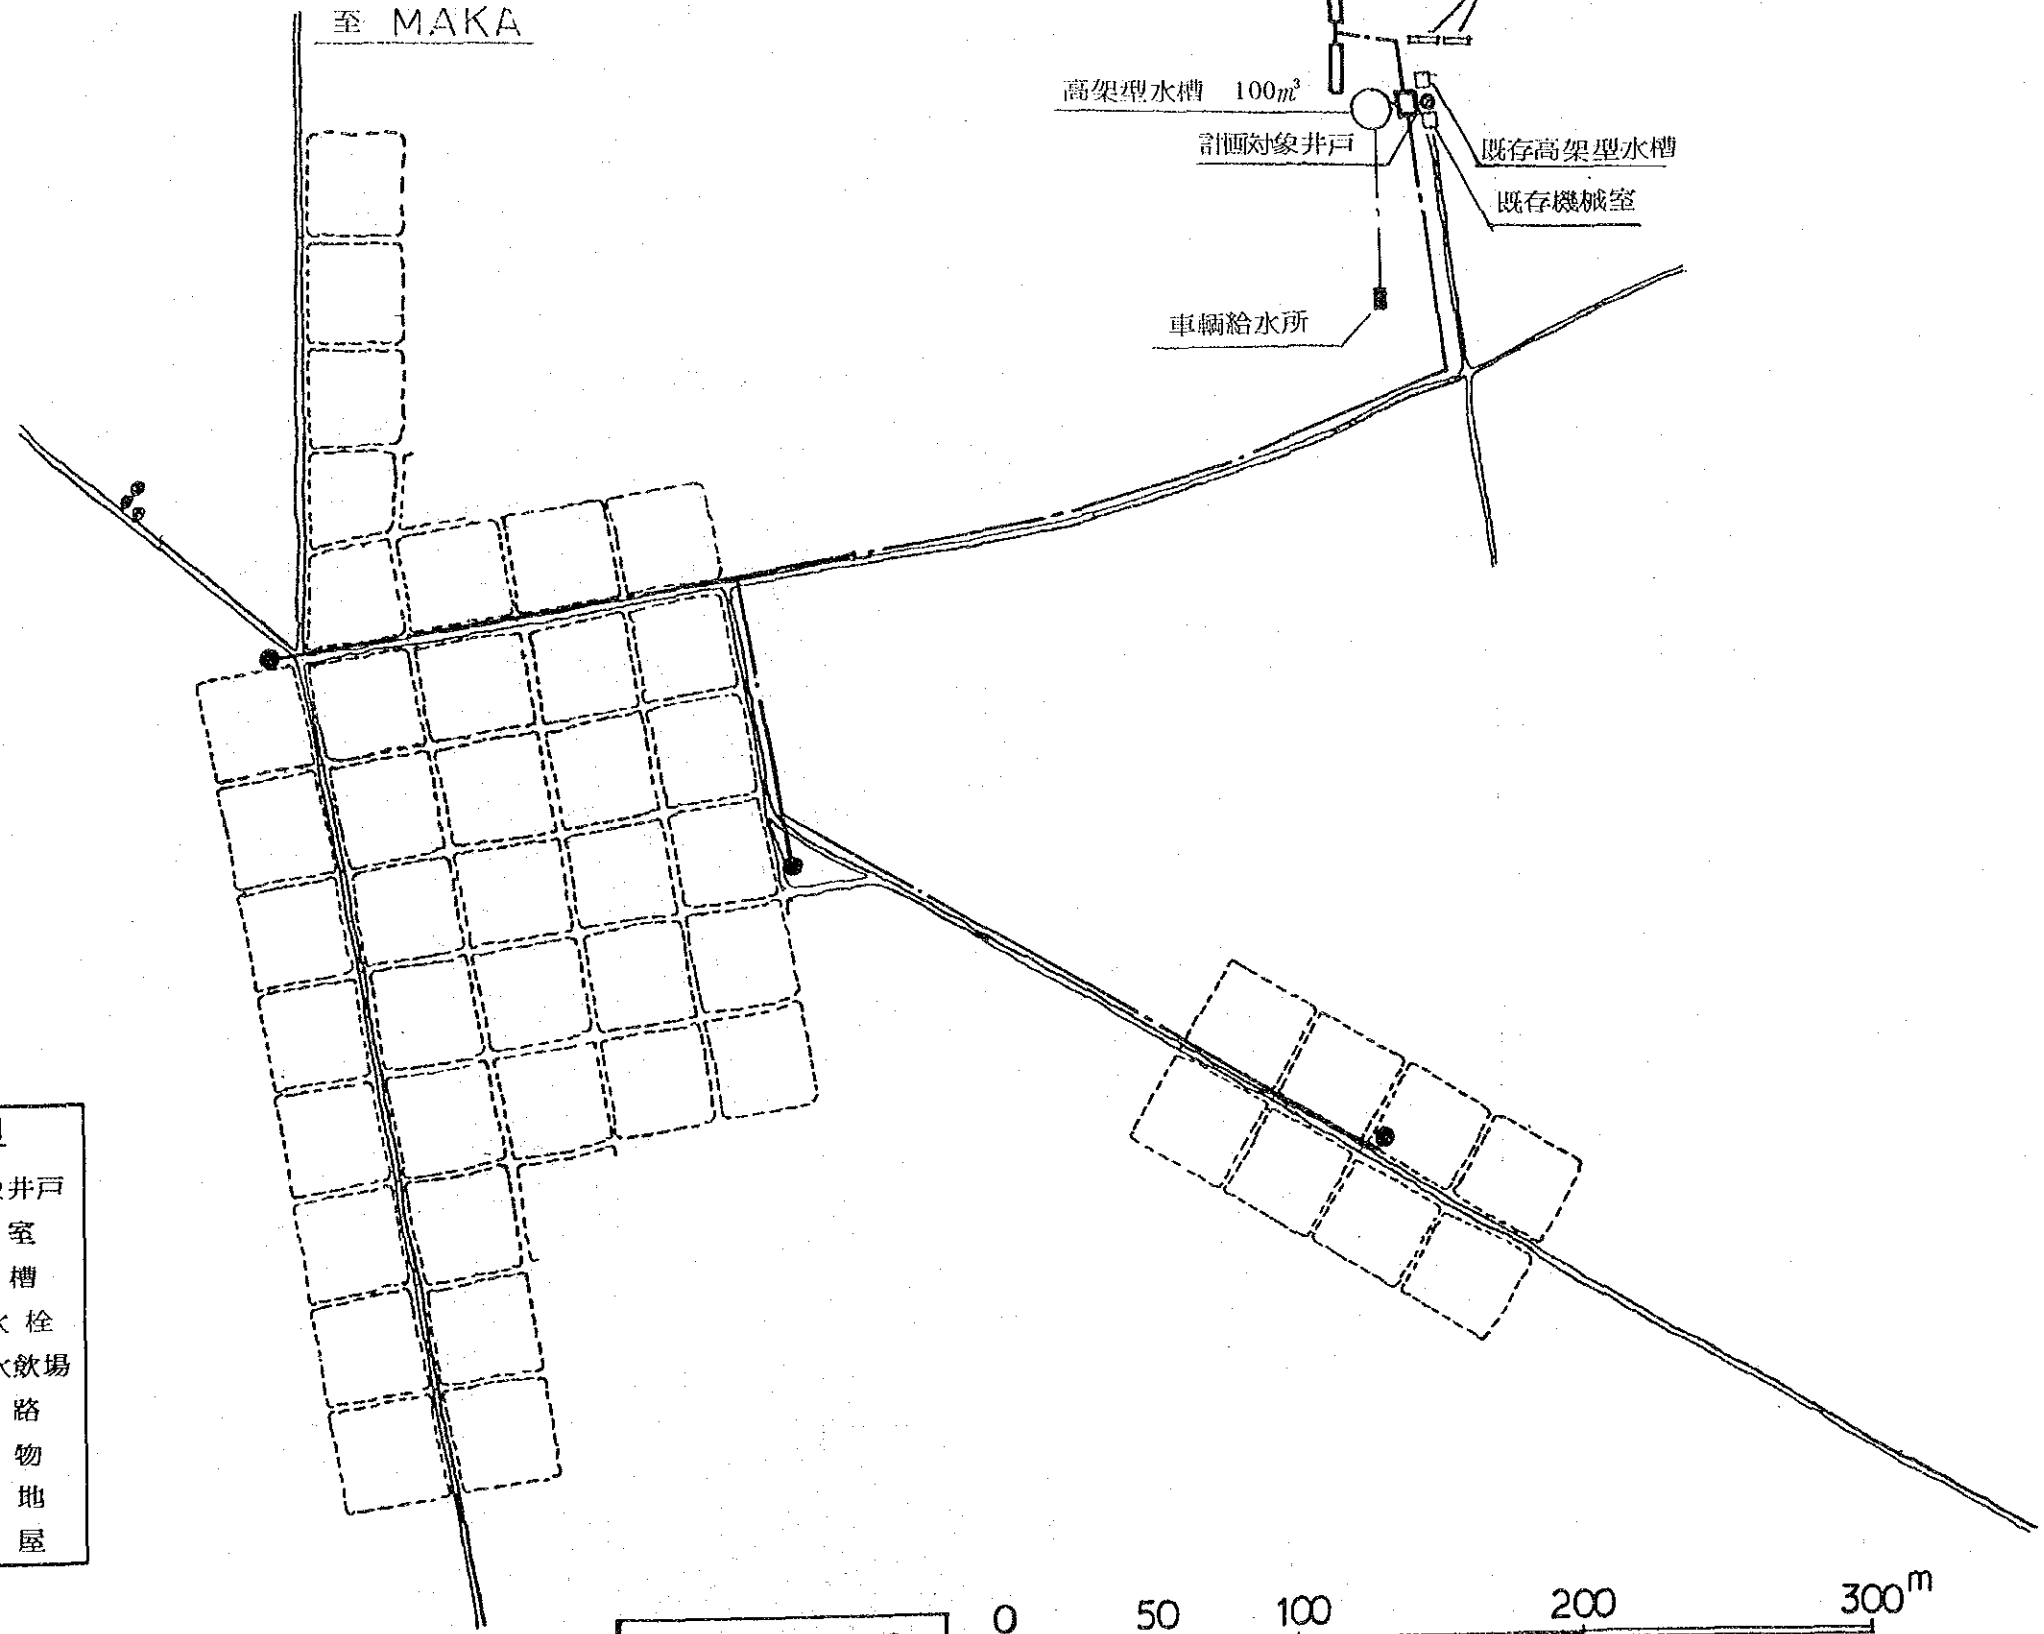 至 MAKA
高架型水槽 100m³
計画対象井戸
既存高架型水槽
既存機械室
車輌給水所
井戸
室
槽
栓
飲場
路
物
地
屋
0 50 100 200 300m